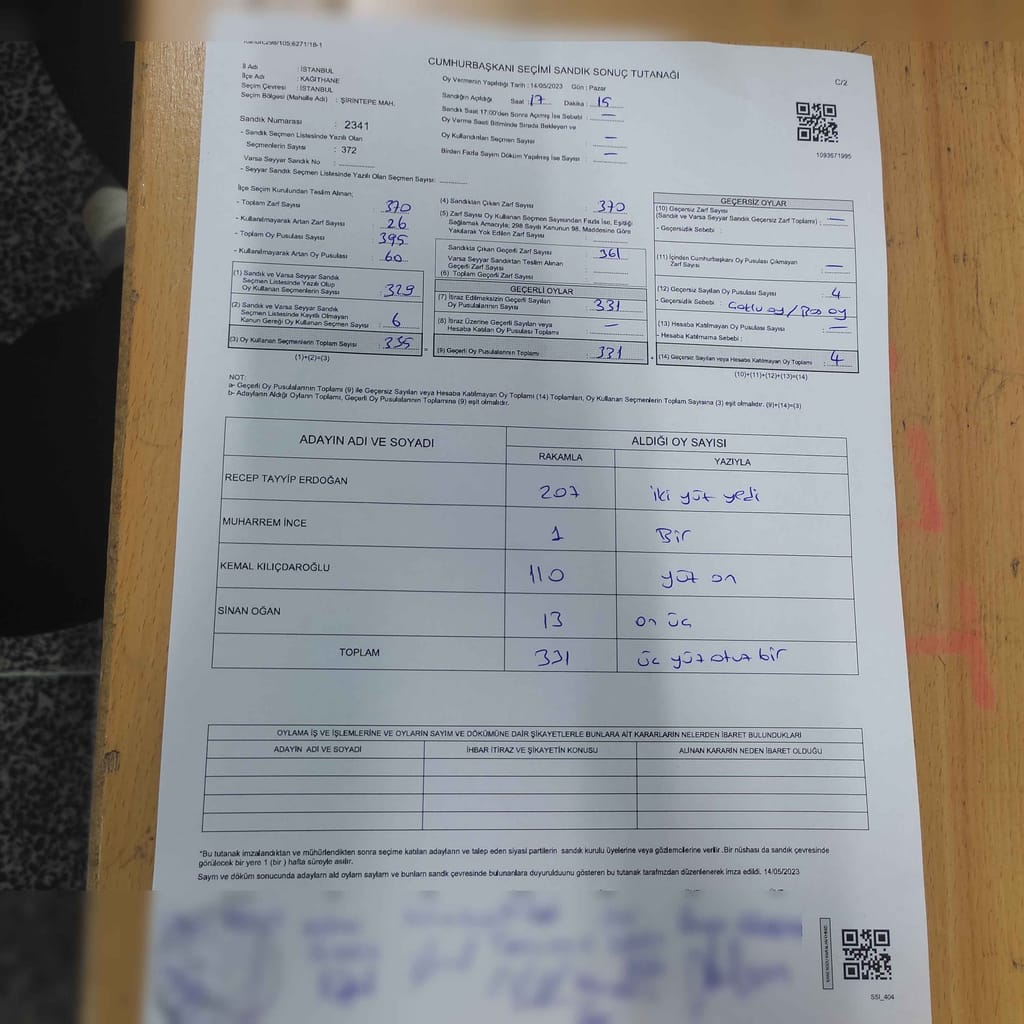 CUMHURBAŞKANI SEÇİMİ SANDIK SONUÇ TUTANAĞI
C/2
1093671995
İl Adı : İSTANBUL
İlçe Adı : KAĞITHANE
Seçim Çevresi : İSTANBUL
Seçim Bölgesi (Mahalle Adı) : ŞİRİNTEPE MAH.
Sandık Numarası : 2341
- Sandık Seçmen Listesinde Yazılı Olan
Seçmenlerin Sayısı : 372
Varsa Seyyar Sandık No :
- Seyyar Sandık Seçmen Listesinde Yazılı Olan Seçmen Sayısı:
Oy Vermenin Yapıldığı Tarih : 14/05/2023 Gün : Pazar
Sandığın Açıldığı Saat : 17 Dakika : 15
Sandık Saat 17:00'den Sonra Açılmış İse Sebebi : —
Oy Verme Saati Bitiminde Sırada Bekleyen ve
Oy Kullandırılan Seçmen Sayısı : —
Birden Fazla Sayım Döküm Yapılmış İse Sayısı : —
İlçe Seçim Kurulundan Teslim Alınan;
- Toplam Zarf Sayısı : 370
- Kullanılmayarak Artan Zarf Sayısı : 26
- Toplam Oy Pusulası Sayısı : 395
- Kullanılmayarak Artan Oy Pusulası : 60
(1) Sandık ve Varsa Seyyar Sandık
Seçmen Listesinde Yazılı Olup
Oy Kullanan Seçmenlerin Sayısı : 329
(2) Sandık ve Varsa Seyyar Sandık
Seçmen Listesinde Kayıtlı Olmayan
Kanun Gereği Oy Kullanan Seçmen Sayısı : 6
(3) Oy Kullanan Seçmenlerin Toplam Sayısı : 335
(1)+(2)=(3)
(4) Sandıktan Çıkan Zarf Sayısı : 370
(5) Zarf Sayısı Oy Kullanan Seçmen Sayısından Fazla İse, Eşitliği
Sağlamak Amacıyla; 298 Sayılı Kanunun 98. Maddesine Göre
Yakılarak Yok Edilen Zarf Sayısı :
Sandıkta Çıkan Geçerli Zarf Sayısı : 361
Varsa Seyyar Sandıktan Teslim Alınan
Geçerli Zarf Sayısı :
(6) Toplam Geçerli Zarf Sayısı :
GEÇERLİ OYLAR
(7) İtiraz Edilmeksizin Geçerli Sayılan
Oy Pusulalarının Sayısı : 331
(8) İtiraz Üzerine Geçerli Sayılan veya
Hesaba Katılan Oy Pusulası Toplamı : —
(9) Geçerli Oy Pusulalarının Toplamı : 331
GEÇERSİZ OYLAR
(10) Geçersiz Zarf Sayısı
(Sandık ve Varsa Seyyar Sandık Geçersiz Zarf Toplamı) : —
- Geçersizlik Sebebi :
(11) İçinden Cumhurbaşkanı Oy Pusulası Çıkmayan
Zarf Sayısı : —
(12) Geçersiz Sayılan Oy Pusulası Sayısı : 4
- Geçersizlik Sebebi : oy / oy
(13) Hesaba Katılmayan Oy Pusulası Sayısı : —
- Hesaba Katılmama Sebebi :
(14) Geçersiz Sayılan veya Hesaba Katılmayan Oy Toplamı : 4
(10)+(11)+(12)+(13)=(14)
NOT:
a- Geçerli Oy Pusulalarının Toplamı (9) ile Geçersiz Sayılan veya Hesaba Katılmayan Oy Toplamı (14) Toplamları, Oy Kullanan Seçmenlerin Toplam Sayısına (3) eşit olmalıdır. (9)+(14)=(3)
b- Adayların Aldığı Oyların Toplamı, Geçerli Oy Pusulalarının Toplamına (9) eşit olmalıdır.
ADAYIN ADI VE SOYADI ALDIĞI OY SAYISI
RAKAMLA YAZIYLA
RECEP TAYYİP ERDOĞAN 207 iki yüz yedi
MUHARREM İNCE 1 Bir
KEMAL KILIÇDAROĞLU 110 yüz on
SİNAN OĞAN 13 on üç
TOPLAM 331 üç yüz otuz bir
OYLAMA İŞ VE İŞLEMLERİNE VE OYLARIN SAYIM VE DÖKÜMÜNE DAİR ŞİKAYETLERLE BUNLARA AİT KARARLARIN NELERDEN İBARET BULUNDUKLARI
ADAYIN ADI VE SOYADI İHBAR İTİRAZ VE ŞİKAYETİN KONUSU ALINAN KARARIN NEDEN İBARET OLDUĞU
*Bu tutanak imzalandıktan ve mühürlendikten sonra seçime katılan adayların ve talep eden siyasi partilerin sandık kurulu üyelerine veya gözlemcilerine verilir. Bir nüshası da sandık çevresinde
görülecek bir yere 1 (bir) hafta süreyle asılır.
Sayım ve döküm sonucunda adayların ald oyların sayların ve bunların sandık çevresinde bulunanlara duyurulduunu gösteren bu tutanak tarafmzdan düzenlenerek imza edildi. 14/05/2023
SSI_404